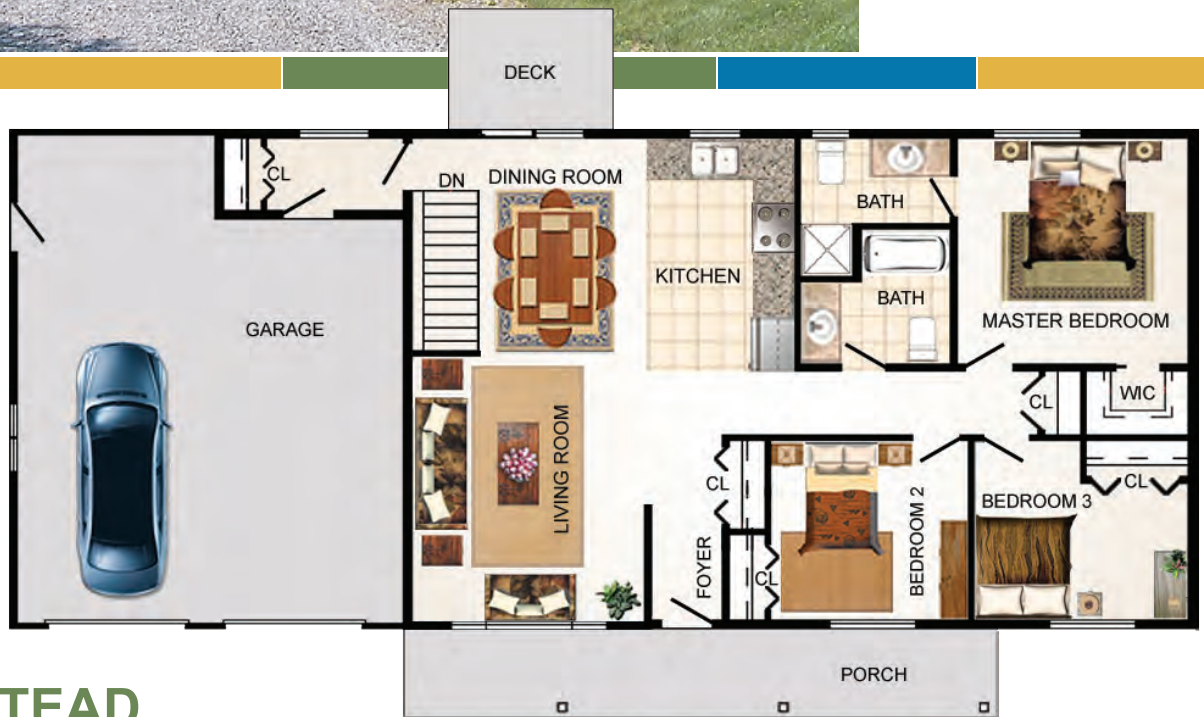 DECK
CL
DN
DINING ROOM
BATH
KITCHEN
BATH
GARAGE
MASTER BEDROOM
WIC
CL
LIVING ROOM
CL
CL
BEDROOM 2
BEDROOM 3
FOYER
CL
PORCH
TEAD